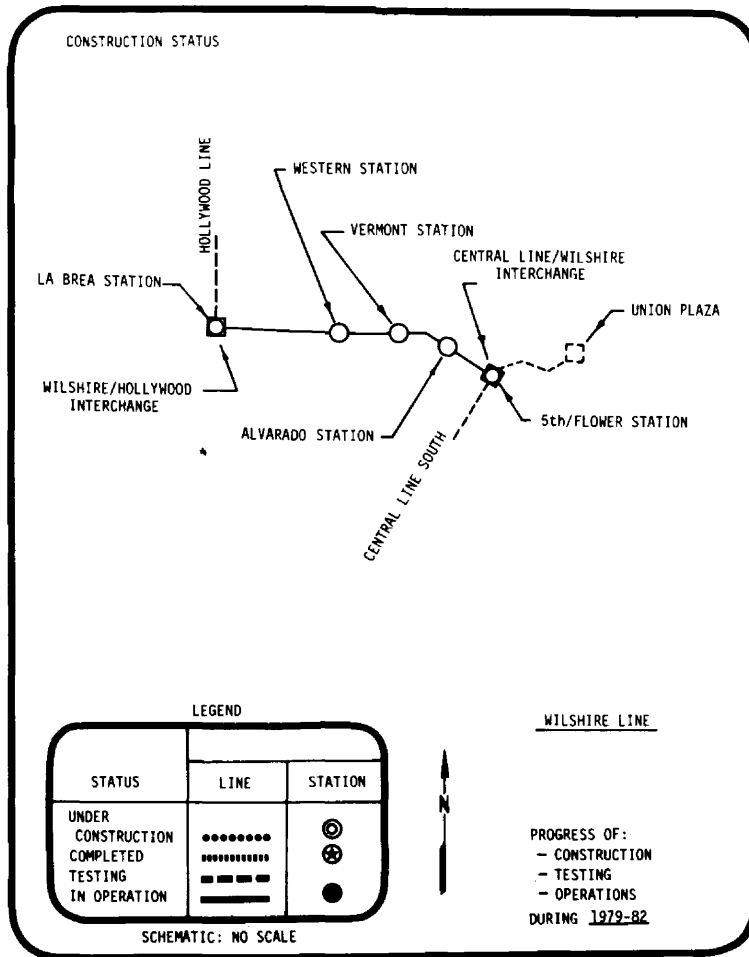 CONSTRUCTION STATUS
HOLLYWOOD LINE
WESTERN STATION
VERMONT STATION
CENTRAL LINE/WILSHIRE
INTERCHANGE
LA BREA STATION
UNION PLAZA
WILSHIRE/HOLLYWOOD
INTERCHANGE
ALVARADO STATION
5th/FLOWER STATION
CENTRAL LINE SOUTH
LEGEND
STATUS LINE STATION
UNDER
CONSTRUCTION
COMPLETED
TESTING
IN OPERATION
SCHEMATIC: NO SCALE
N
WILSHIRE LINE
PROGRESS OF:
- CONSTRUCTION
- TESTING
- OPERATIONS
DURING 1979-82